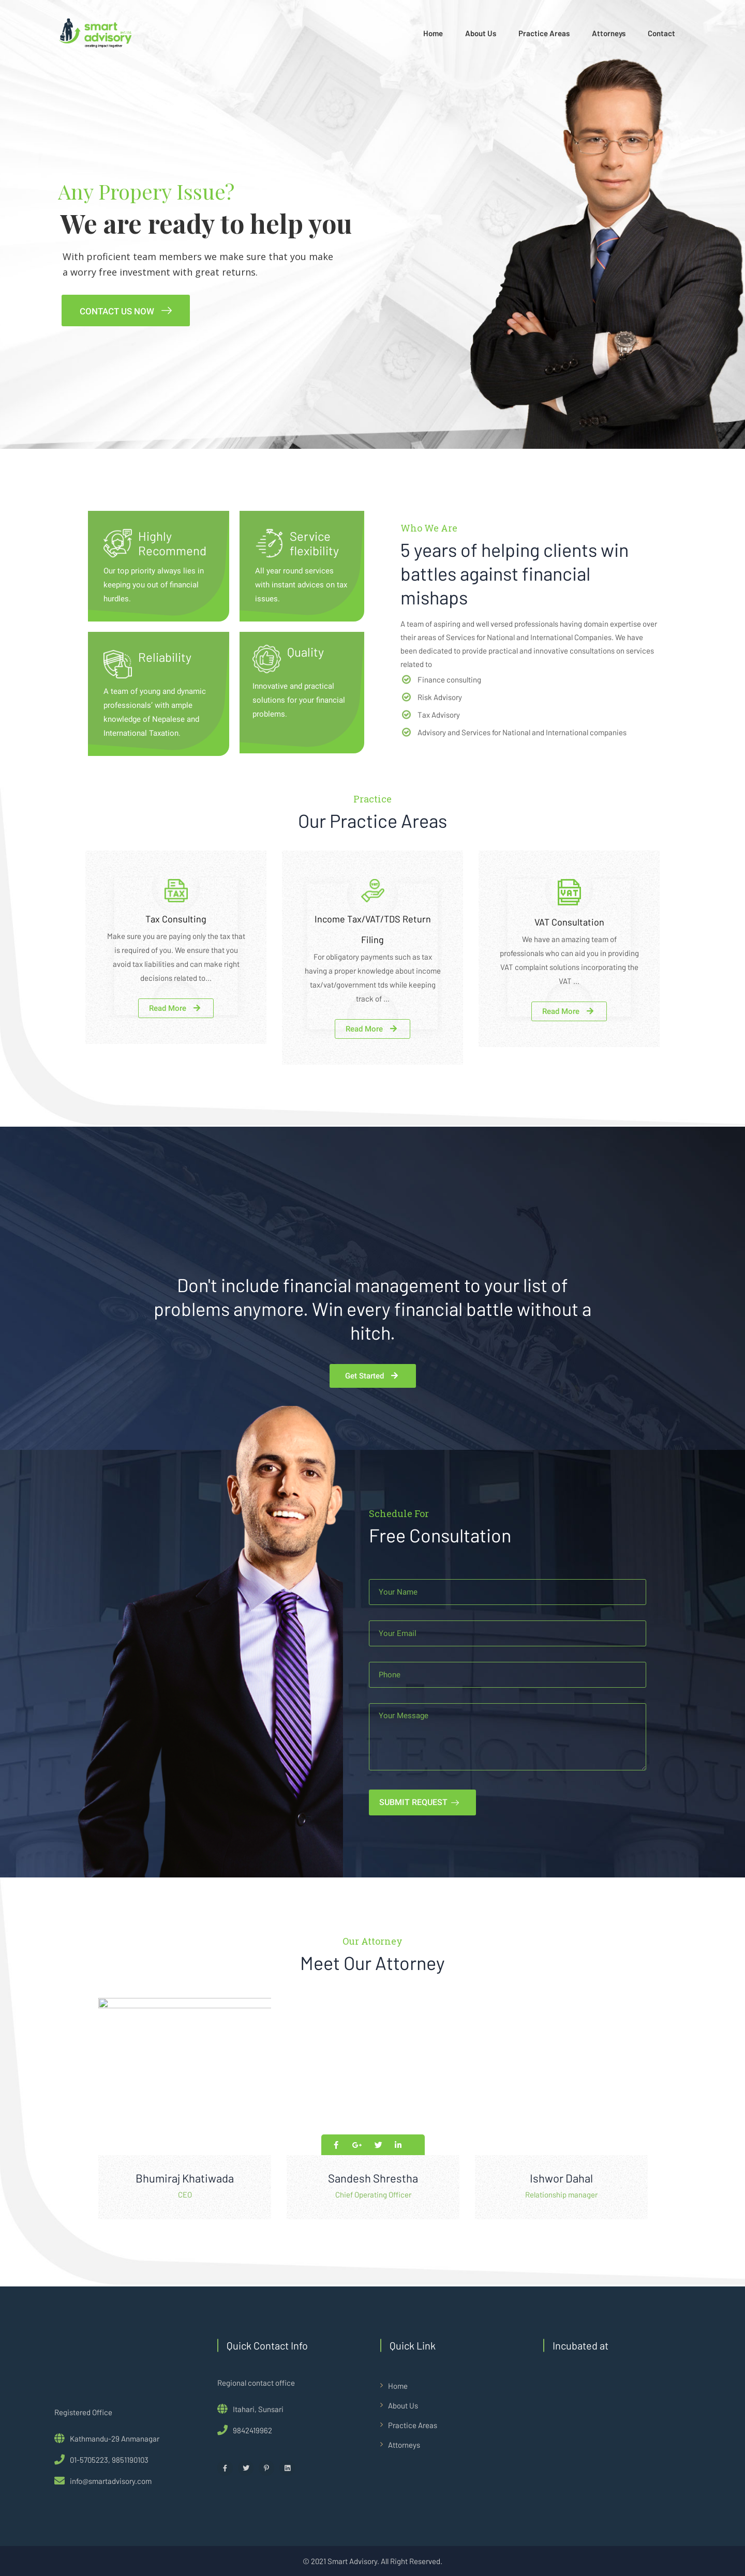 smart
advisory
creating impact together
Home About Us Practice Areas Attorneys Contact
Any Propery Issue?
We are ready to help you
With proficient team members we make sure that you make
a worry free investment with great returns.
CONTACT US NOW
Highly
Recommend
Our top priority always lies in
keeping you out of financial
hurdles.
Service
flexibility
All year round services
with instant advices on tax
issues.
Reliability
A team of young and dynamic
professionals' with ample
knowledge of Nepalese and
International Taxation.
Quality
Innovative and practical
solutions for your financial
problems.
Who We Are
5 years of helping clients win
battles against financial
mishaps
A team of aspiring and well versed professionals having domain expertise over
their areas of Services for National and International Companies. We have
been dedicated to provide practical and innovative consultations on services
related to
Finance consulting
Risk Advisory
Tax Advisory
Advisory and Services for National and International companies
Practice
Our Practice Areas
TAX
Tax Consulting
Make sure you are paying only the tax that
is required of you. We ensure that you
avoid tax liabilities and can make right
decisions related to...
Read More
Income Tax/VAT/TDS Return
Filing
For obligatory payments such as tax
having a proper knowledge about income
tax/vat/government tds while keeping
track of ...
Read More
VAT
VAT Consultation
We have an amazing team of
professionals who can aid you in providing
VAT complaint solutions incorporating the
VAT ...
Read More
Don't include financial management to your list of
problems anymore. Win every financial battle without a
hitch.
Get Started
Schedule For
Free Consultation
Your Name
Your Email
Phone
Your Message
SUBMIT REQUEST
Our Attorney
Meet Our Attorney
Bhumiraj Khatiwada
CEO
Sandesh Shrestha
Chief Operating Officer
Ishwor Dahal
Relationship manager
Registered Office
Kathmandu-29 Anmanagar
01-5705223, 9851190103
info@smartadvisory.com
Quick Contact Info
Regional contact office
Itahari, Sunsari
9842419962
Quick Link
Home
About Us
Practice Areas
Attorneys
Incubated at
© 2021 Smart Advisory. All Right Reserved.